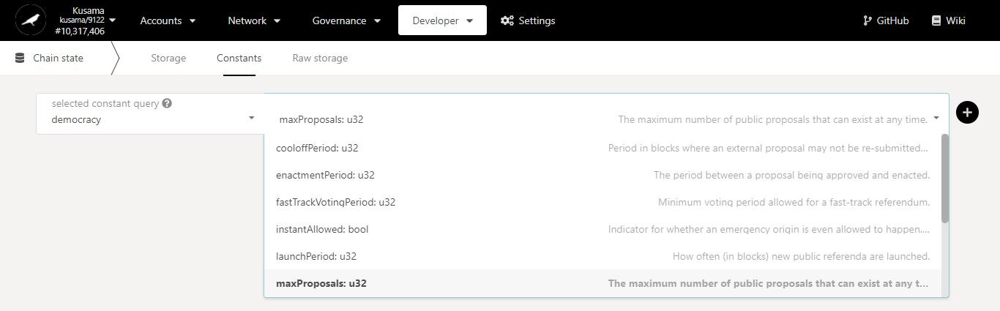 Kusama
kusama/9122
#10,317,406
Accounts
Network
Governance
Developer
Settings
GitHub
Wiki
Chain state
Storage
Constants
Raw storage
selected constant query
democracy
maxProposals: u32 The maximum number of public proposals that can exist at any time.
cooloffPeriod: u32 Period in blocks where an external proposal may not be re-submitted...
enactmentPeriod: u32 The period between a proposal being approved and enacted.
fastTrackVotingPeriod: u32 Minimum voting period allowed for a fast-track referendum.
instantAllowed: bool Indicator for whether an emergency origin is even allowed to happen....
launchPeriod: u32 How often (in blocks) new public referenda are launched.
maxProposals: u32 The maximum number of public proposals that can exist at any t...